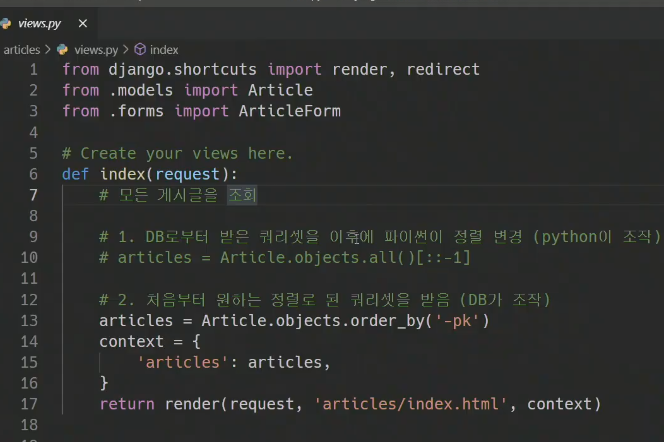 views.py ×
articles > views.py > index
1 from django.shortcuts import render, redirect
2 from .models import Article
3 from .forms import ArticleForm
4
5 # Create your views here.
6 def index(request):
7 # 모든 게시글을 조회
8
9 # 1. DB로부터 받은 쿼리셋을 이후에 파이썬이 정렬 변경 (python이 조작)
10 # articles = Article.objects.all()[::-1]
11
12 # 2. 처음부터 원하는 정렬로 된 쿼리셋을 받음 (DB가 조작)
13 articles = Article.objects.order_by('-pk')
14 context = {
15 'articles': articles,
16 }
17 return render(request, 'articles/index.html', context)
18